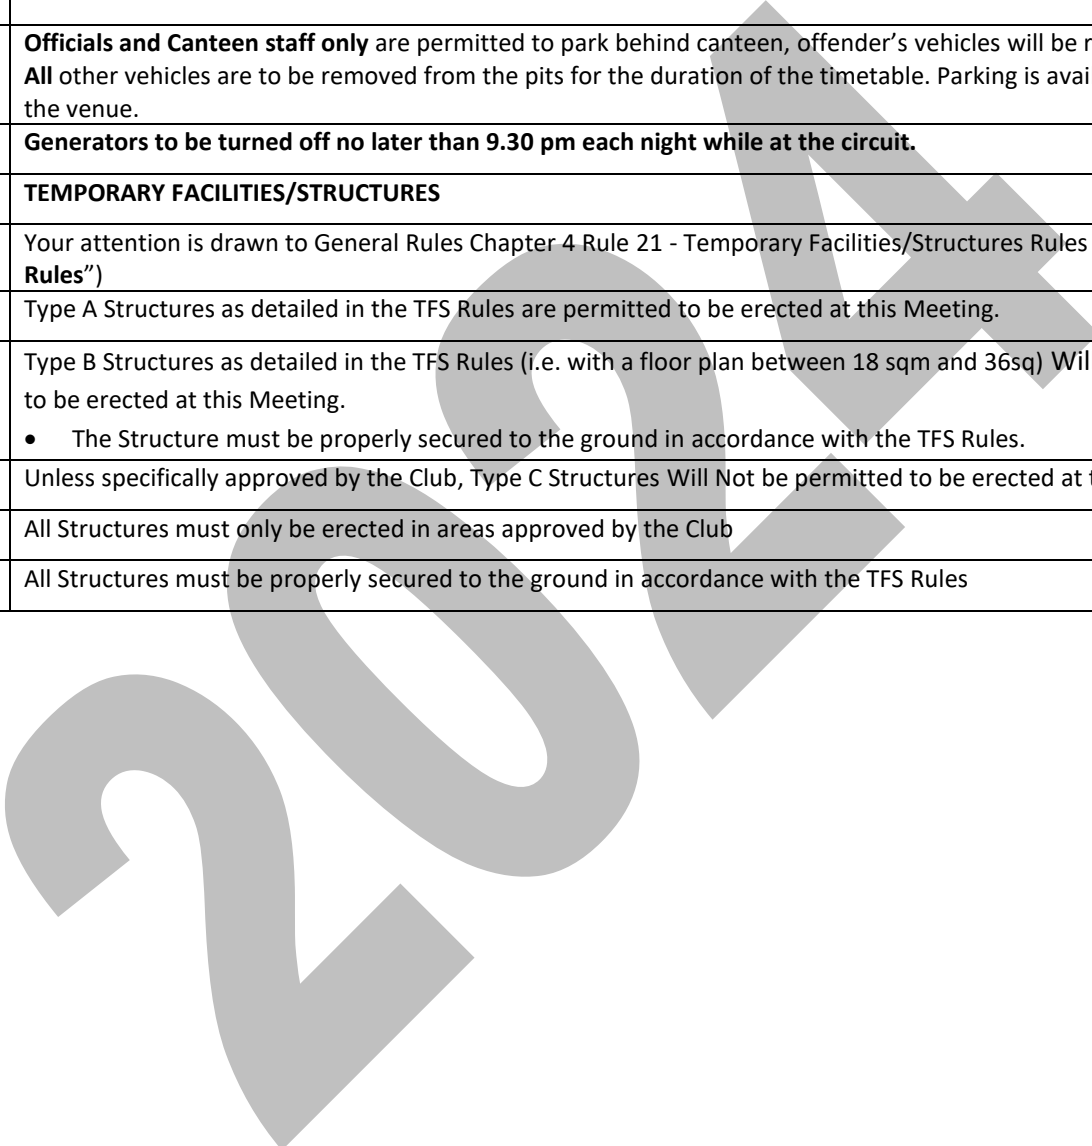 Officials and Canteen staff only are permitted to park behind canteen, offender's vehicles will be
All other vehicles are to be removed from the pits for the duration of the timetable. Parking is
the venue.
Generators to be turned off no later than 9.30 pm each night while at the circuit.
TEMPORARY FACILITIES/STRUCTURES
Your attention is drawn to General Rules Chapter 4 Rule 21 - Temporary Facilities/Structures Rules
Rules”)
Type A Structures as detailed in the TFS Rules are permitted to be erected at this Meeting.
Type B Structures as detailed in the TFS Rules (i.e. with a floor plan between 18 sqm and 36sq)
to be erected at this Meeting.
• The Structure must be properly secured to the ground in accordance with the TFS Rules.
Unless specifically approved by the Club, Type C Structures Will Not be permitted to be erected at
All Structures must only be erected in areas approved by the Club
All Structures must be properly secured to the ground in accordance with the TFS Rules
2024